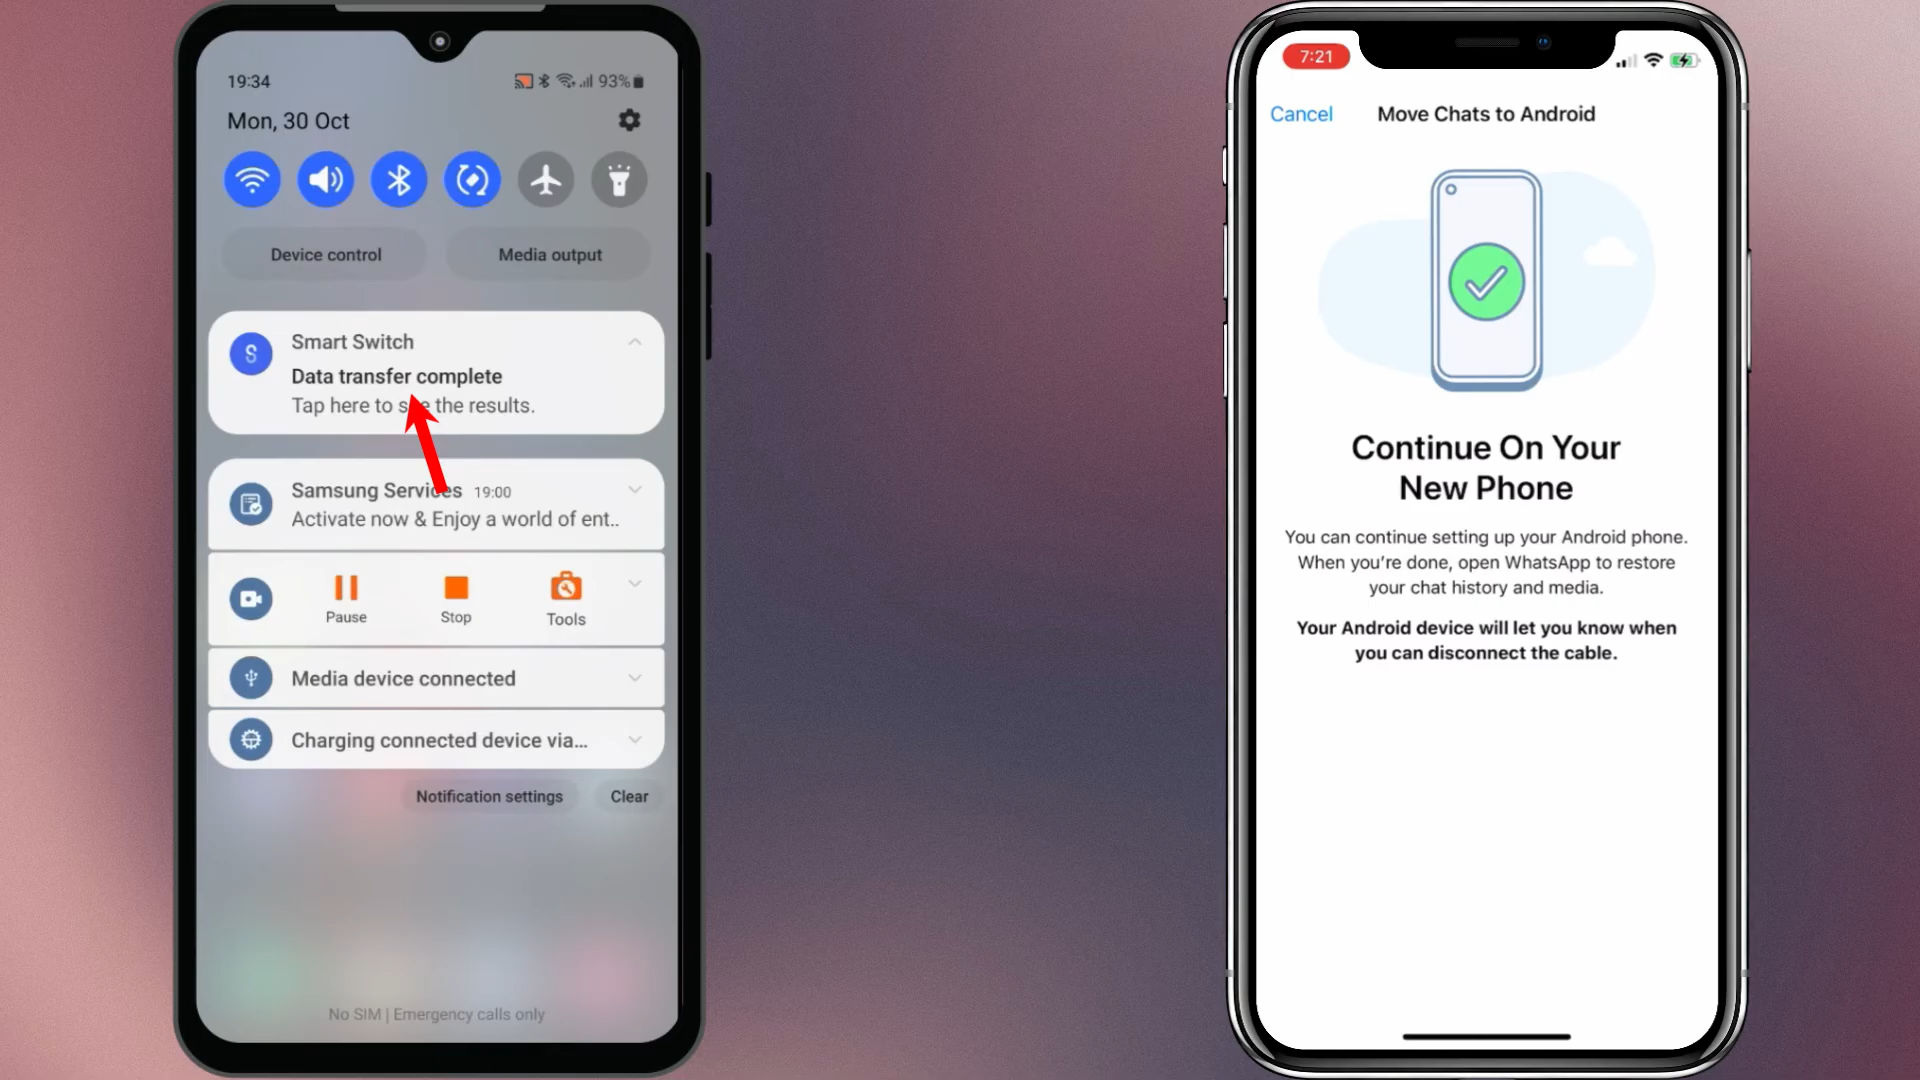 19:34
93%
Mon, 30 Oct
Device control
Media output
S
Smart Switch
Data transfer complete
Tap here to see the results.
Samsung Services 19:00
Activate now & Enjoy a world of ent..
Pause
Stop
Tools
Media device connected
Charging connected device via...
Notification settings
Clear
No SIM | Emergency calls only
7:21
Cancel
Move Chats to Android
Continue On Your
New Phone
You can continue setting up your Android phone.
When you're done, open WhatsApp to restore
your chat history and media.
Your Android device will let you know when
you can disconnect the cable.